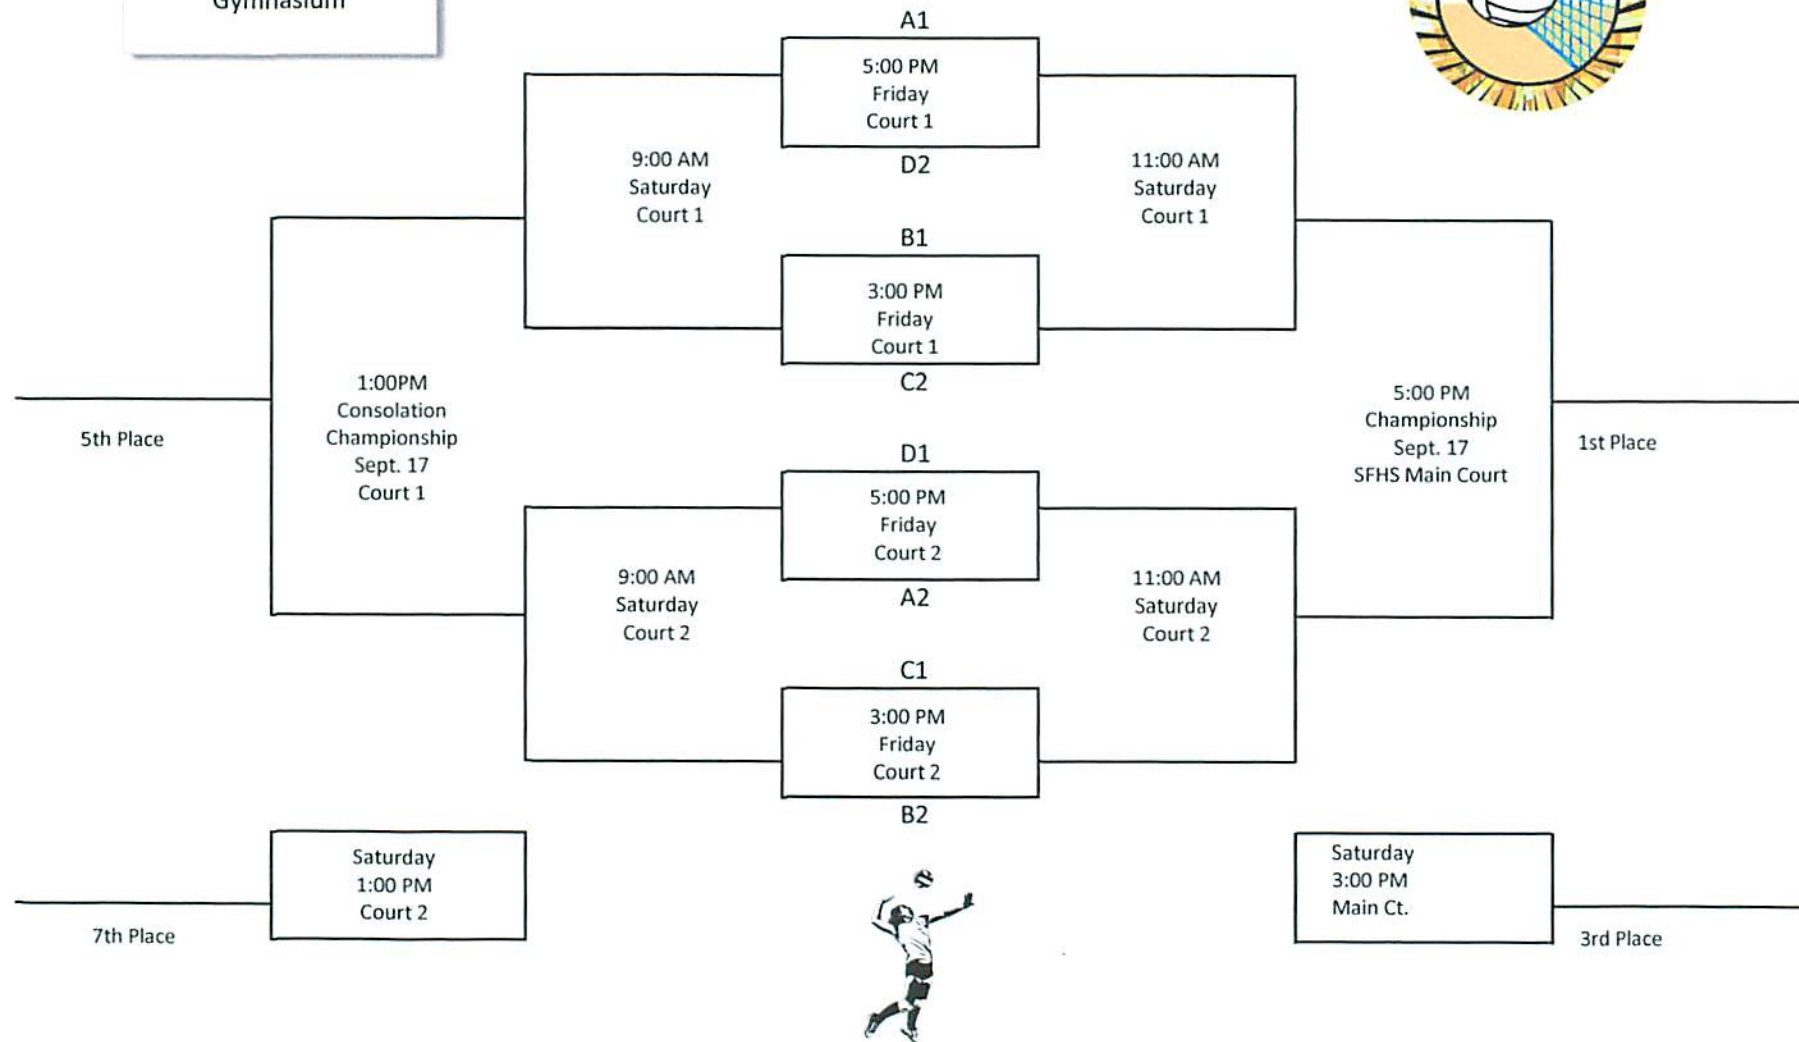 Gymnasium
A1
5:00 PM
Friday
Court 1
D2
9:00 AM
Saturday
Court 1
11:00 AM
Saturday
Court 1
B1
3:00 PM
Friday
Court 1
C2
1:00PM
Consolation
Championship
Sept. 17
Court 1
5th Place
5:00 PM
Championship
Sept. 17
SFHS Main Court
1st Place
D1
5:00 PM
Friday
Court 2
A2
9:00 AM
Saturday
Court 2
11:00 AM
Saturday
Court 2
C1
3:00 PM
Friday
Court 2
B2
Saturday
1:00 PM
Court 2
7th Place
Saturday
3:00 PM
Main Ct.
3rd Place